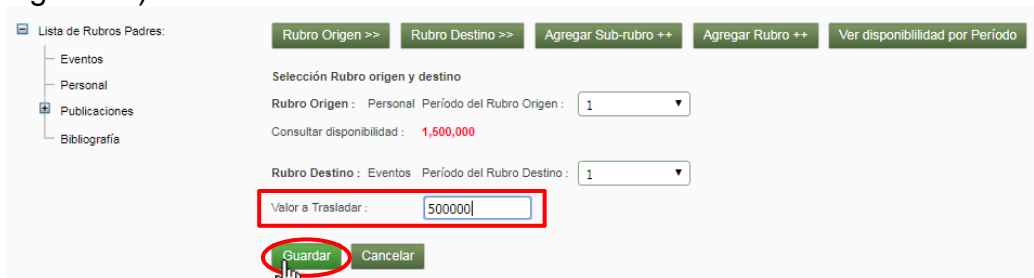 Lista de Rubros Padres:
Eventos
Personal
Publicaciones
Bibliografía
Rubro Origen >> Rubro Destino >> Agregar Sub-rubro ++ Agregar Rubro ++ Ver disponiblilidad por Período
Selección Rubro origen y destino
Rubro Origen : Personal Período del Rubro Origen : 1
Consultar disponibilidad : 1,500,000
Rubro Destino : Eventos Período del Rubro Destino : 1
Valor a Trasladar : 500000
Guardar Cancelar